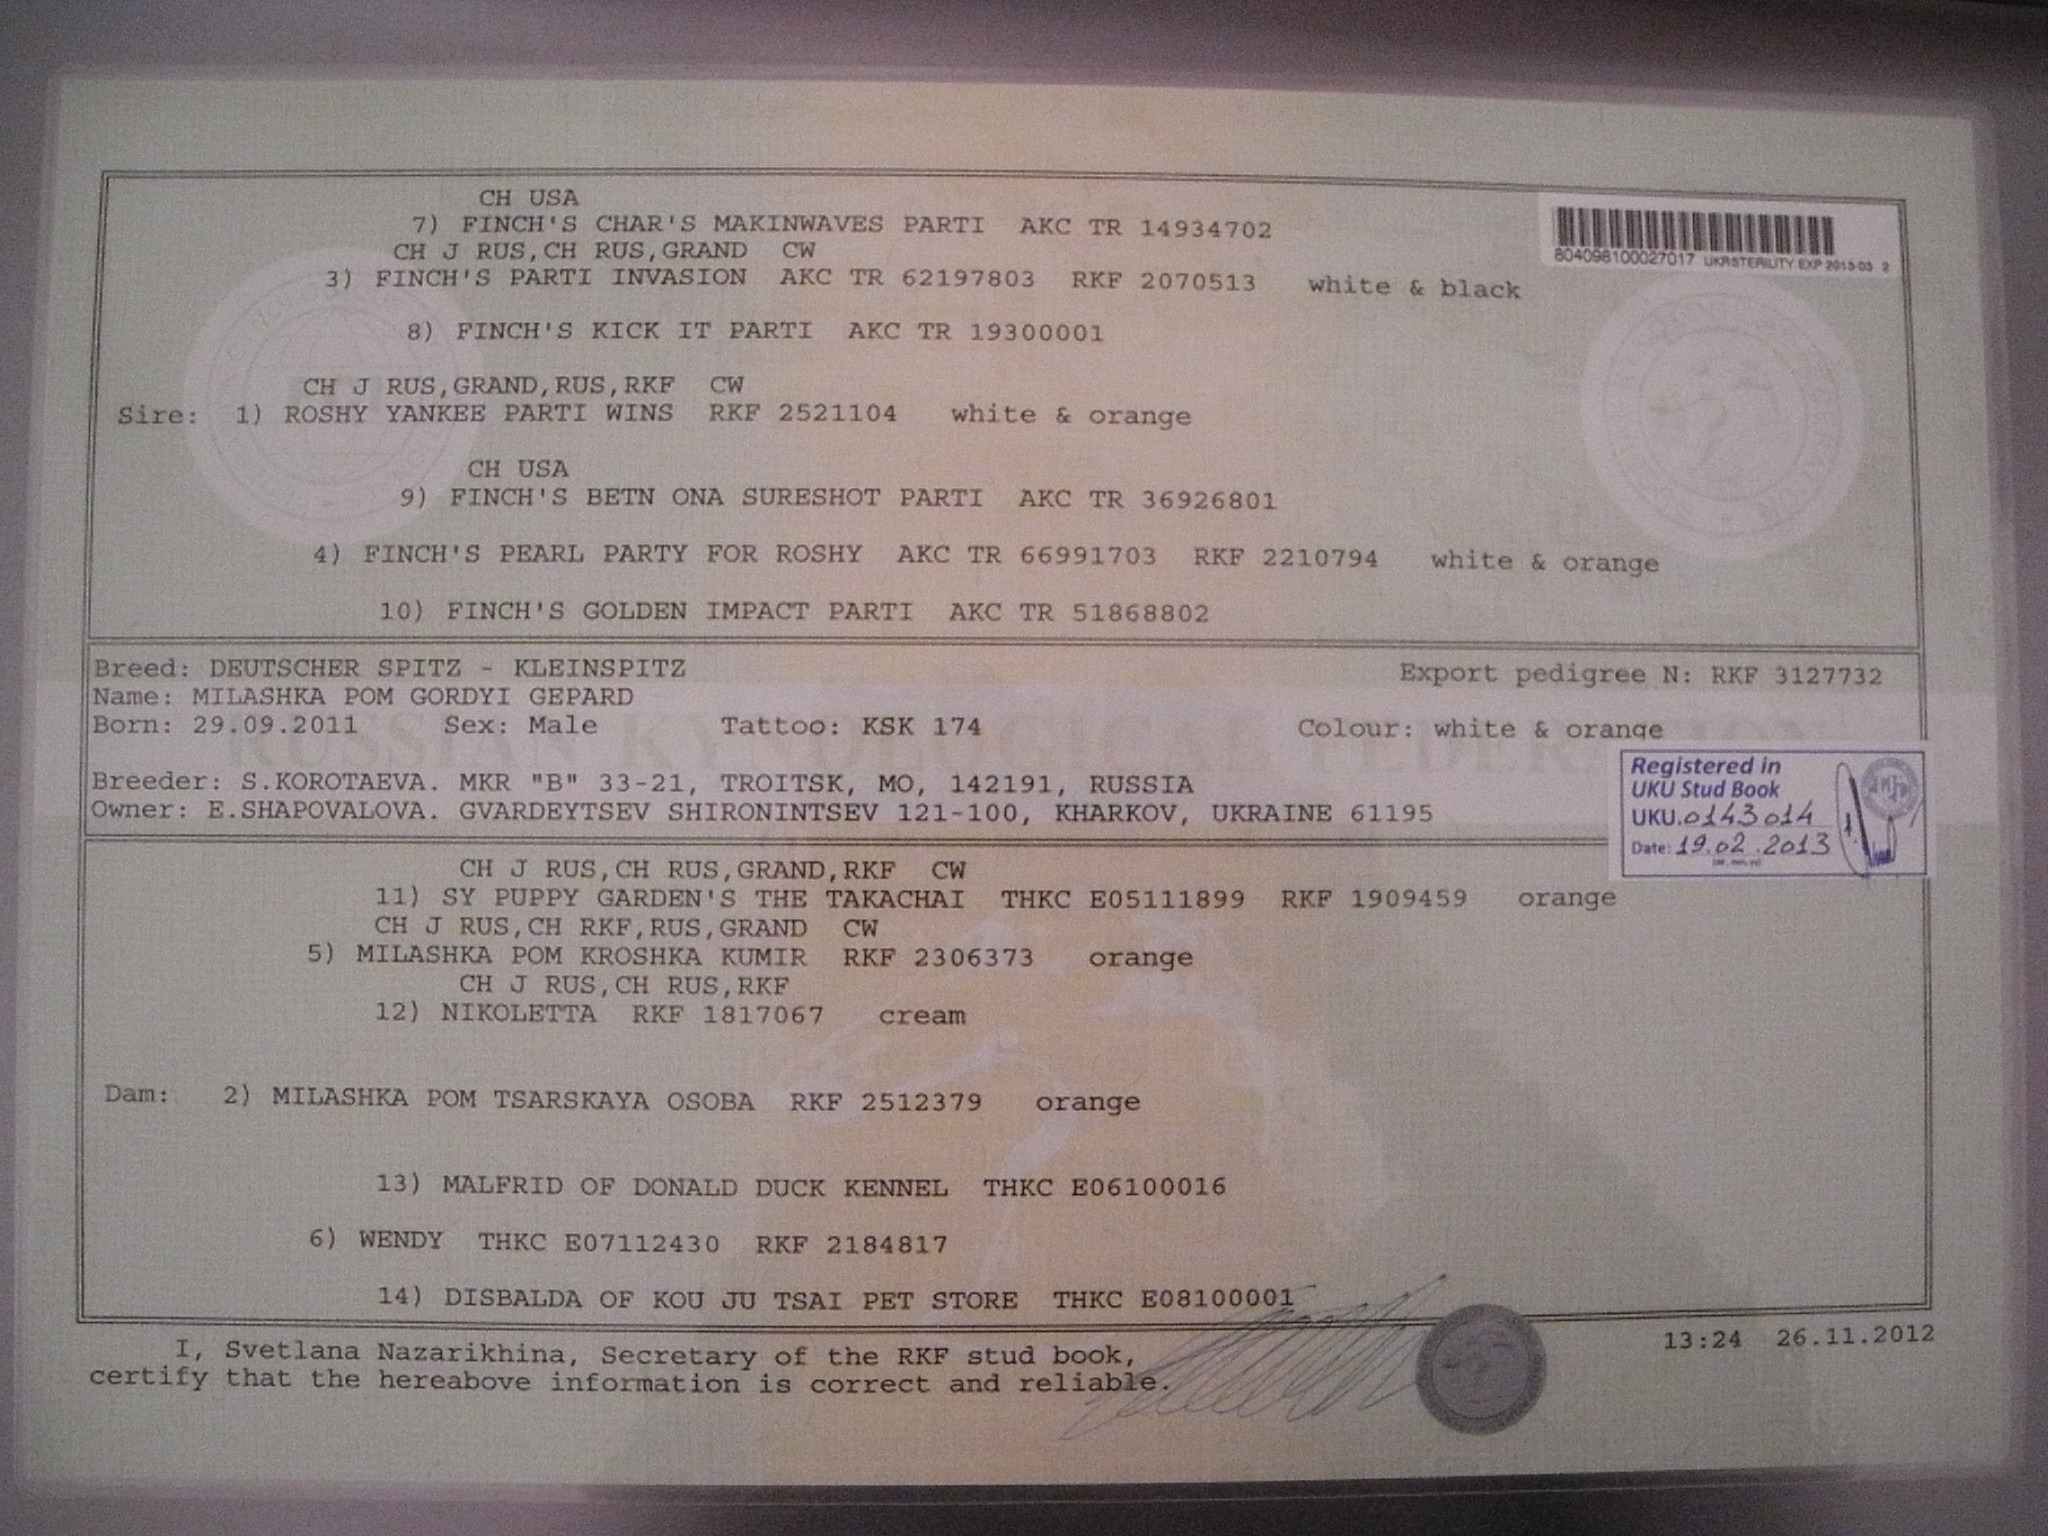 CH USA
7) FINCH'S CHAR'S MAKINWAVES PARTI AKC TR 14934702
CH J RUS,CH RUS,GRAND CW
3) FINCH'S PARTI INVASION AKC TR 62197803 RKF 2070513 white & black
804098100027017 UKRSTERILITY EXP 2013-03 2
8) FINCH'S KICK IT PARTI AKC TR 19300001
CH J RUS,GRAND,RUS,RKF CW
Sire: 1) ROSHY YANKEE PARTI WINS RKF 2521104 white & orange
CH USA
9) FINCH'S BETN ONA SURESHOT PARTI AKC TR 36926801
4) FINCH'S PEARL PARTY FOR ROSHY AKC TR 66991703 RKF 2210794 white & orange
10) FINCH'S GOLDEN IMPACT PARTI AKC TR 51868802
Breed: DEUTSCHER SPITZ - KLEINSPITZ Export pedigree N: RKF 3127732
Name: MILASHKA POM GORDYI GEPARD
Born: 29.09.2011 Sex: Male Tattoo: KSK 174 Colour: white & orange
Breeder: S.KOROTAEVA. MKR "B" 33-21, TROITSK, MO, 142191, RUSSIA
Owner: E.SHAPOVALOVA. GVARDEYTSEV SHIRONINTSEV 121-100, KHARKOV, UKRAINE 61195
Registered in
UKU Stud Book
UKU.0143014
Date: 19.02.2013
CH J RUS,CH RUS,GRAND,RKF CW
11) SY PUPPY GARDEN'S THE TAKACHAI THKC E05111899 RKF 1909459 orange
CH J RUS,CH RKF,RUS,GRAND CW
5) MILASHKA POM KROSHKA KUMIR RKF 2306373 orange
CH J RUS,CH RUS,RKF
12) NIKOLETTA RKF 1817067 cream
Dam: 2) MILASHKA POM TSARSKAYA OSOBA RKF 2512379 orange
13) MALFRID OF DONALD DUCK KENNEL THKC E06100016
6) WENDY THKC E07112430 RKF 2184817
14) DISBALDA OF KOU JU TSAI PET STORE THKC E08100001
I, Svetlana Nazarikhina, Secretary of the RKF stud book,
certify that the hereabove information is correct and reliable.
13:24 26.11.2012